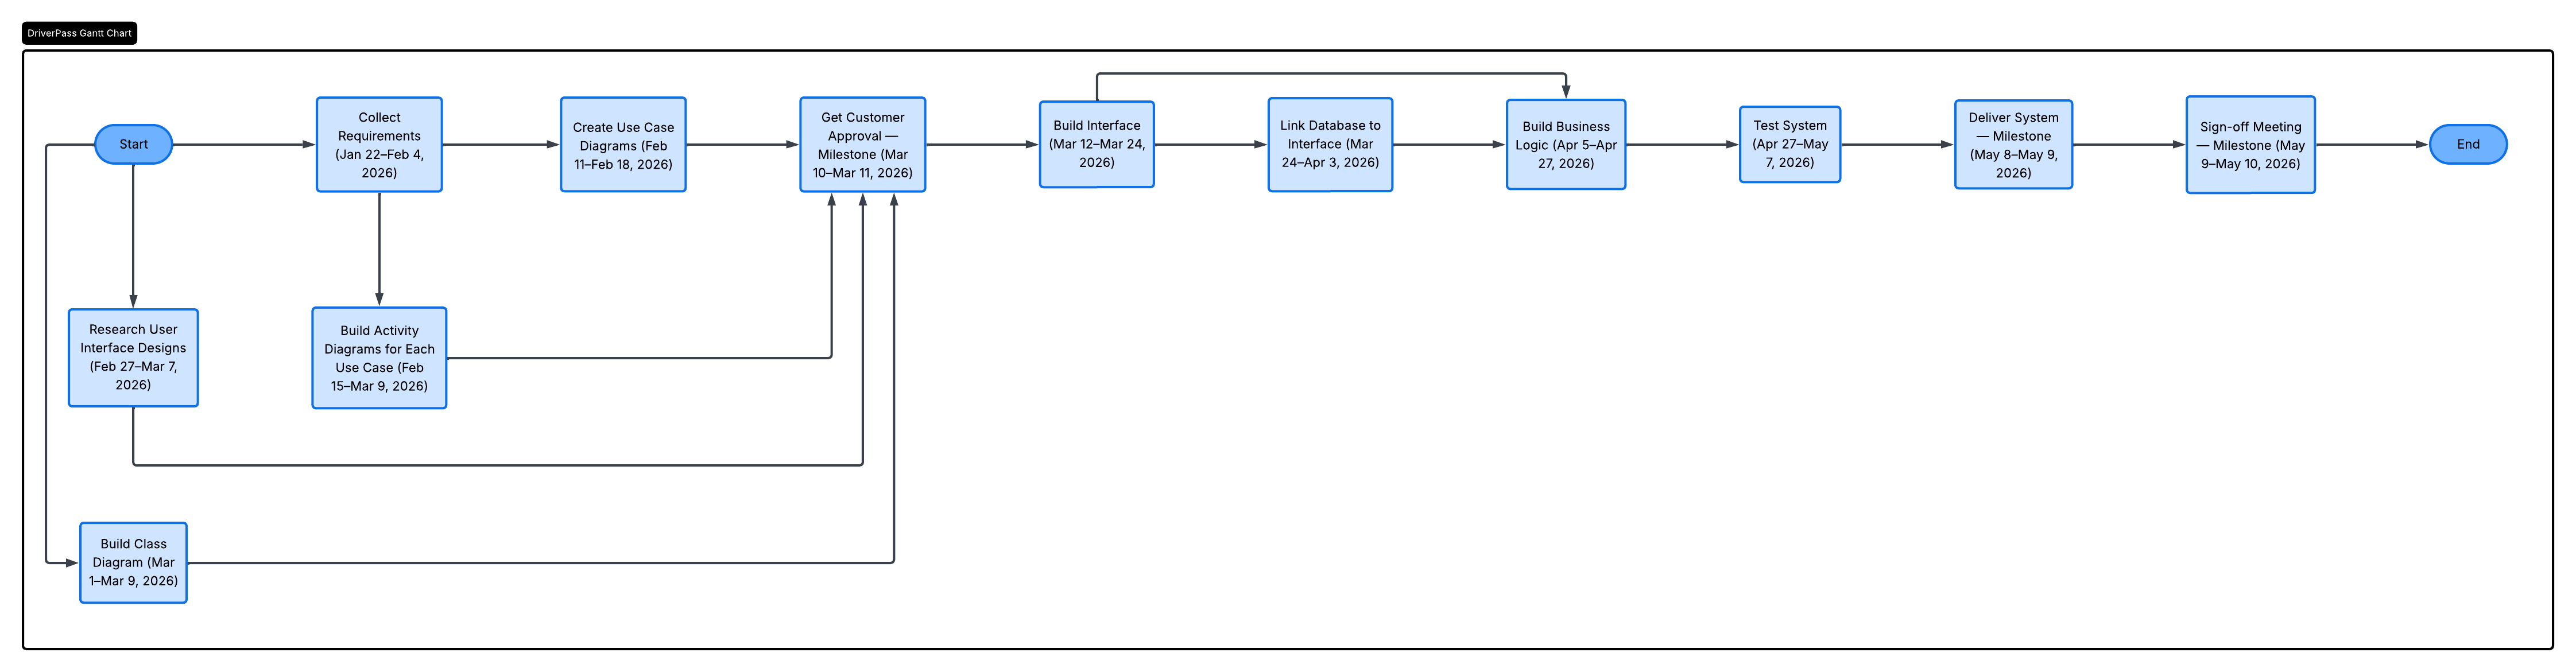 DriverPass Gantt Chart
Start
Collect
Requirements
(Jan 22–Feb 4,
2026)
Create Use Case
Diagrams (Feb
11–Feb 18, 2026)
Get Customer
Approval —
Milestone (Mar
10–Mar 11, 2026)
Build Interface
(Mar 12–Mar 24,
2026)
Link Database to
Interface (Mar
24–Apr 3, 2026)
Build Business
Logic (Apr 5–Apr
27, 2026)
Test System
(Apr 27–May
7, 2026)
Deliver System
— Milestone
(May 8–May 9,
2026)
Sign-off Meeting
— Milestone (May
9–May 10, 2026)
End
Research User
Interface Designs
(Feb 27–Mar 7,
2026)
Build Activity
Diagrams for Each
Use Case (Feb
15–Mar 9, 2026)
Build Class
Diagram (Mar
1–Mar 9, 2026)